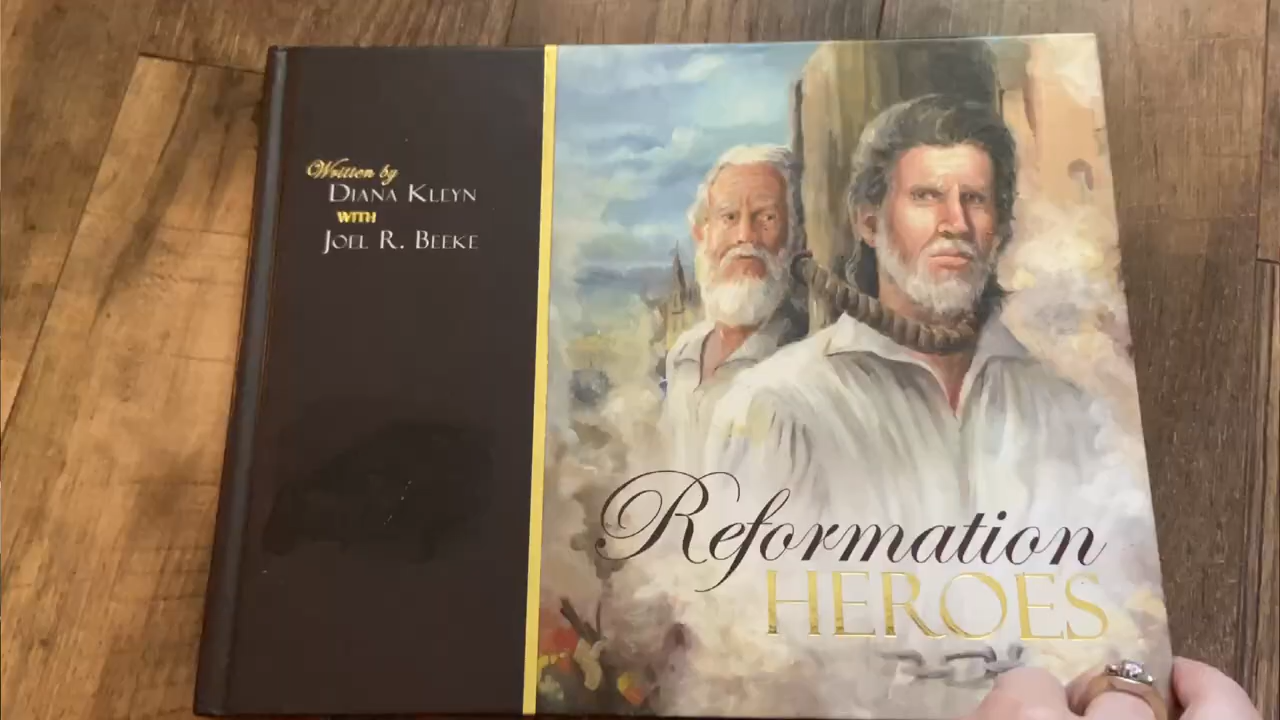 Written by
Diana Kleyn
with
Joel R. Beeke
Reformation
HEROES